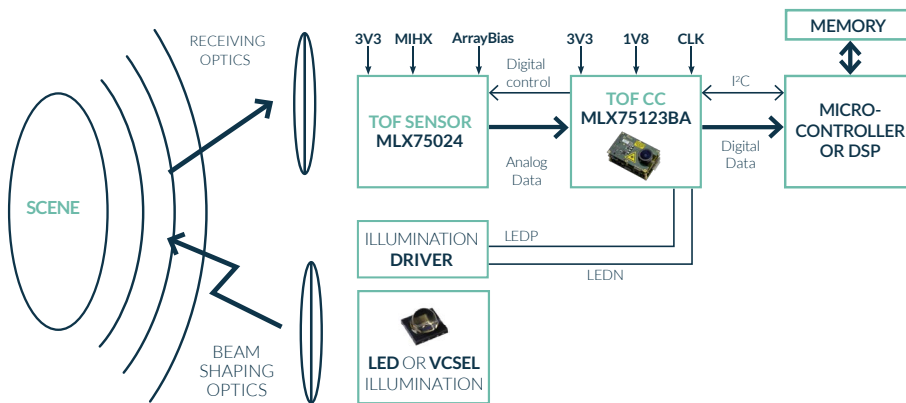 RECEIVING
OPTICS
3V3 MIHX ArrayBias
3V3 1V8 CLK
MEMORY
Digital
control
I²C
TOF SENSOR
MLX75024
TOF CC
MLX75123BA
MICRO-
CONTROLLER
OR DSP
Analog
Data
Digital
Data
SCENE
ILLUMINATION
DRIVER
LEDP
LEDN
BEAM
SHAPING
OPTICS
LED OR VCSEL
ILLUMINATION